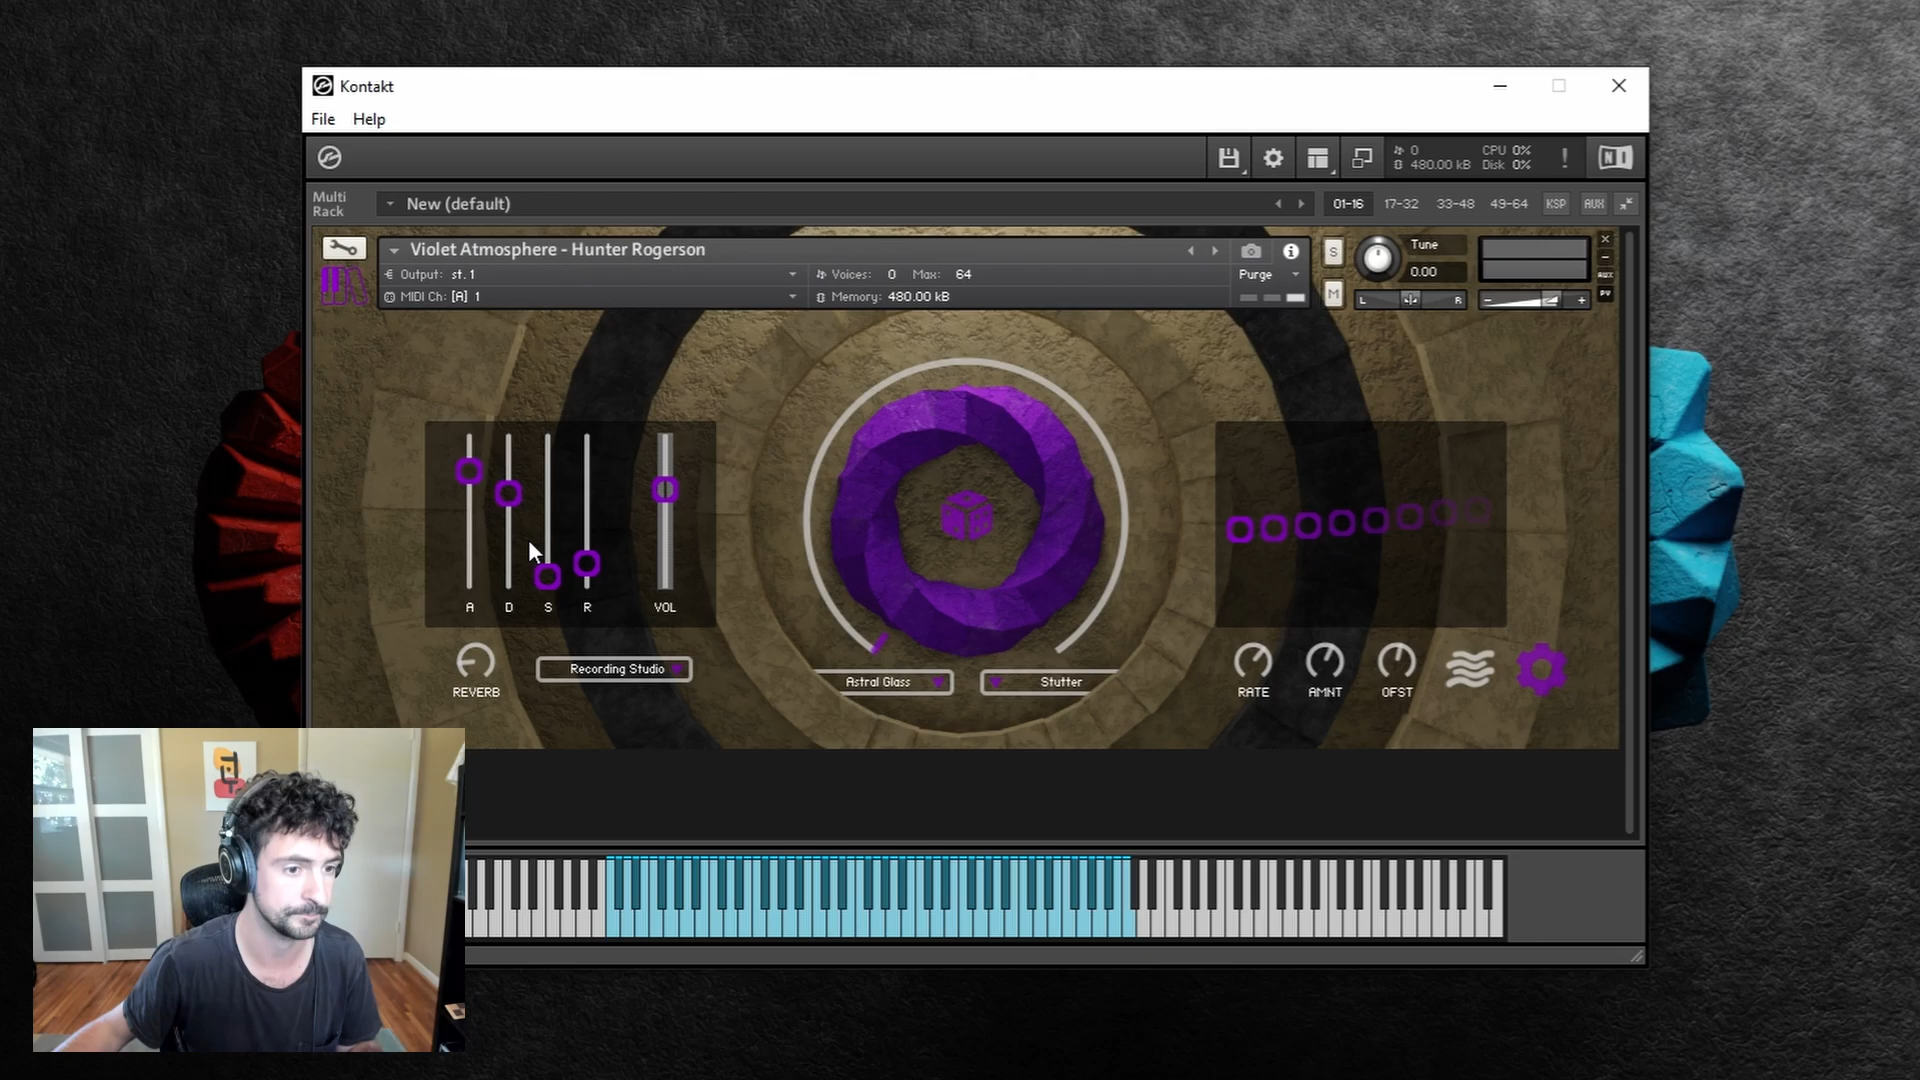 Kontakt
File Help
0 CPU 0%
480.00 kB Disk 0%
! NI
Multi
Rack
New (default)
01-16 17-32 33-48 49-64 KSP AUX
Violet Atmosphere - Hunter Rogerson
Output: st. 1 Voices: 0 Max: 64 Purge
MIDI Ch: [A] 1 Memory: 480.00 kB
S Tune
0.00
M L R - +
× - AUX PV
A D S R VOL
REVERB
Recording Studio
Astral Glass
Stutter
RATE AMNT OFST